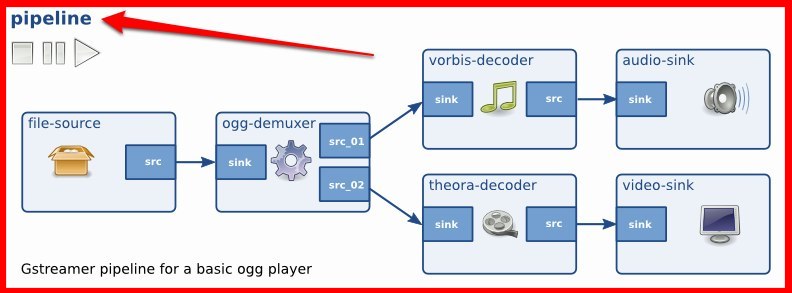 pipeline
file-source
src
ogg-demuxer
sink
src_01
src_02
vorbis-decoder
sink
src
audio-sink
sink
theora-decoder
sink
src
video-sink
sink
Gstreamer pipeline for a basic ogg player